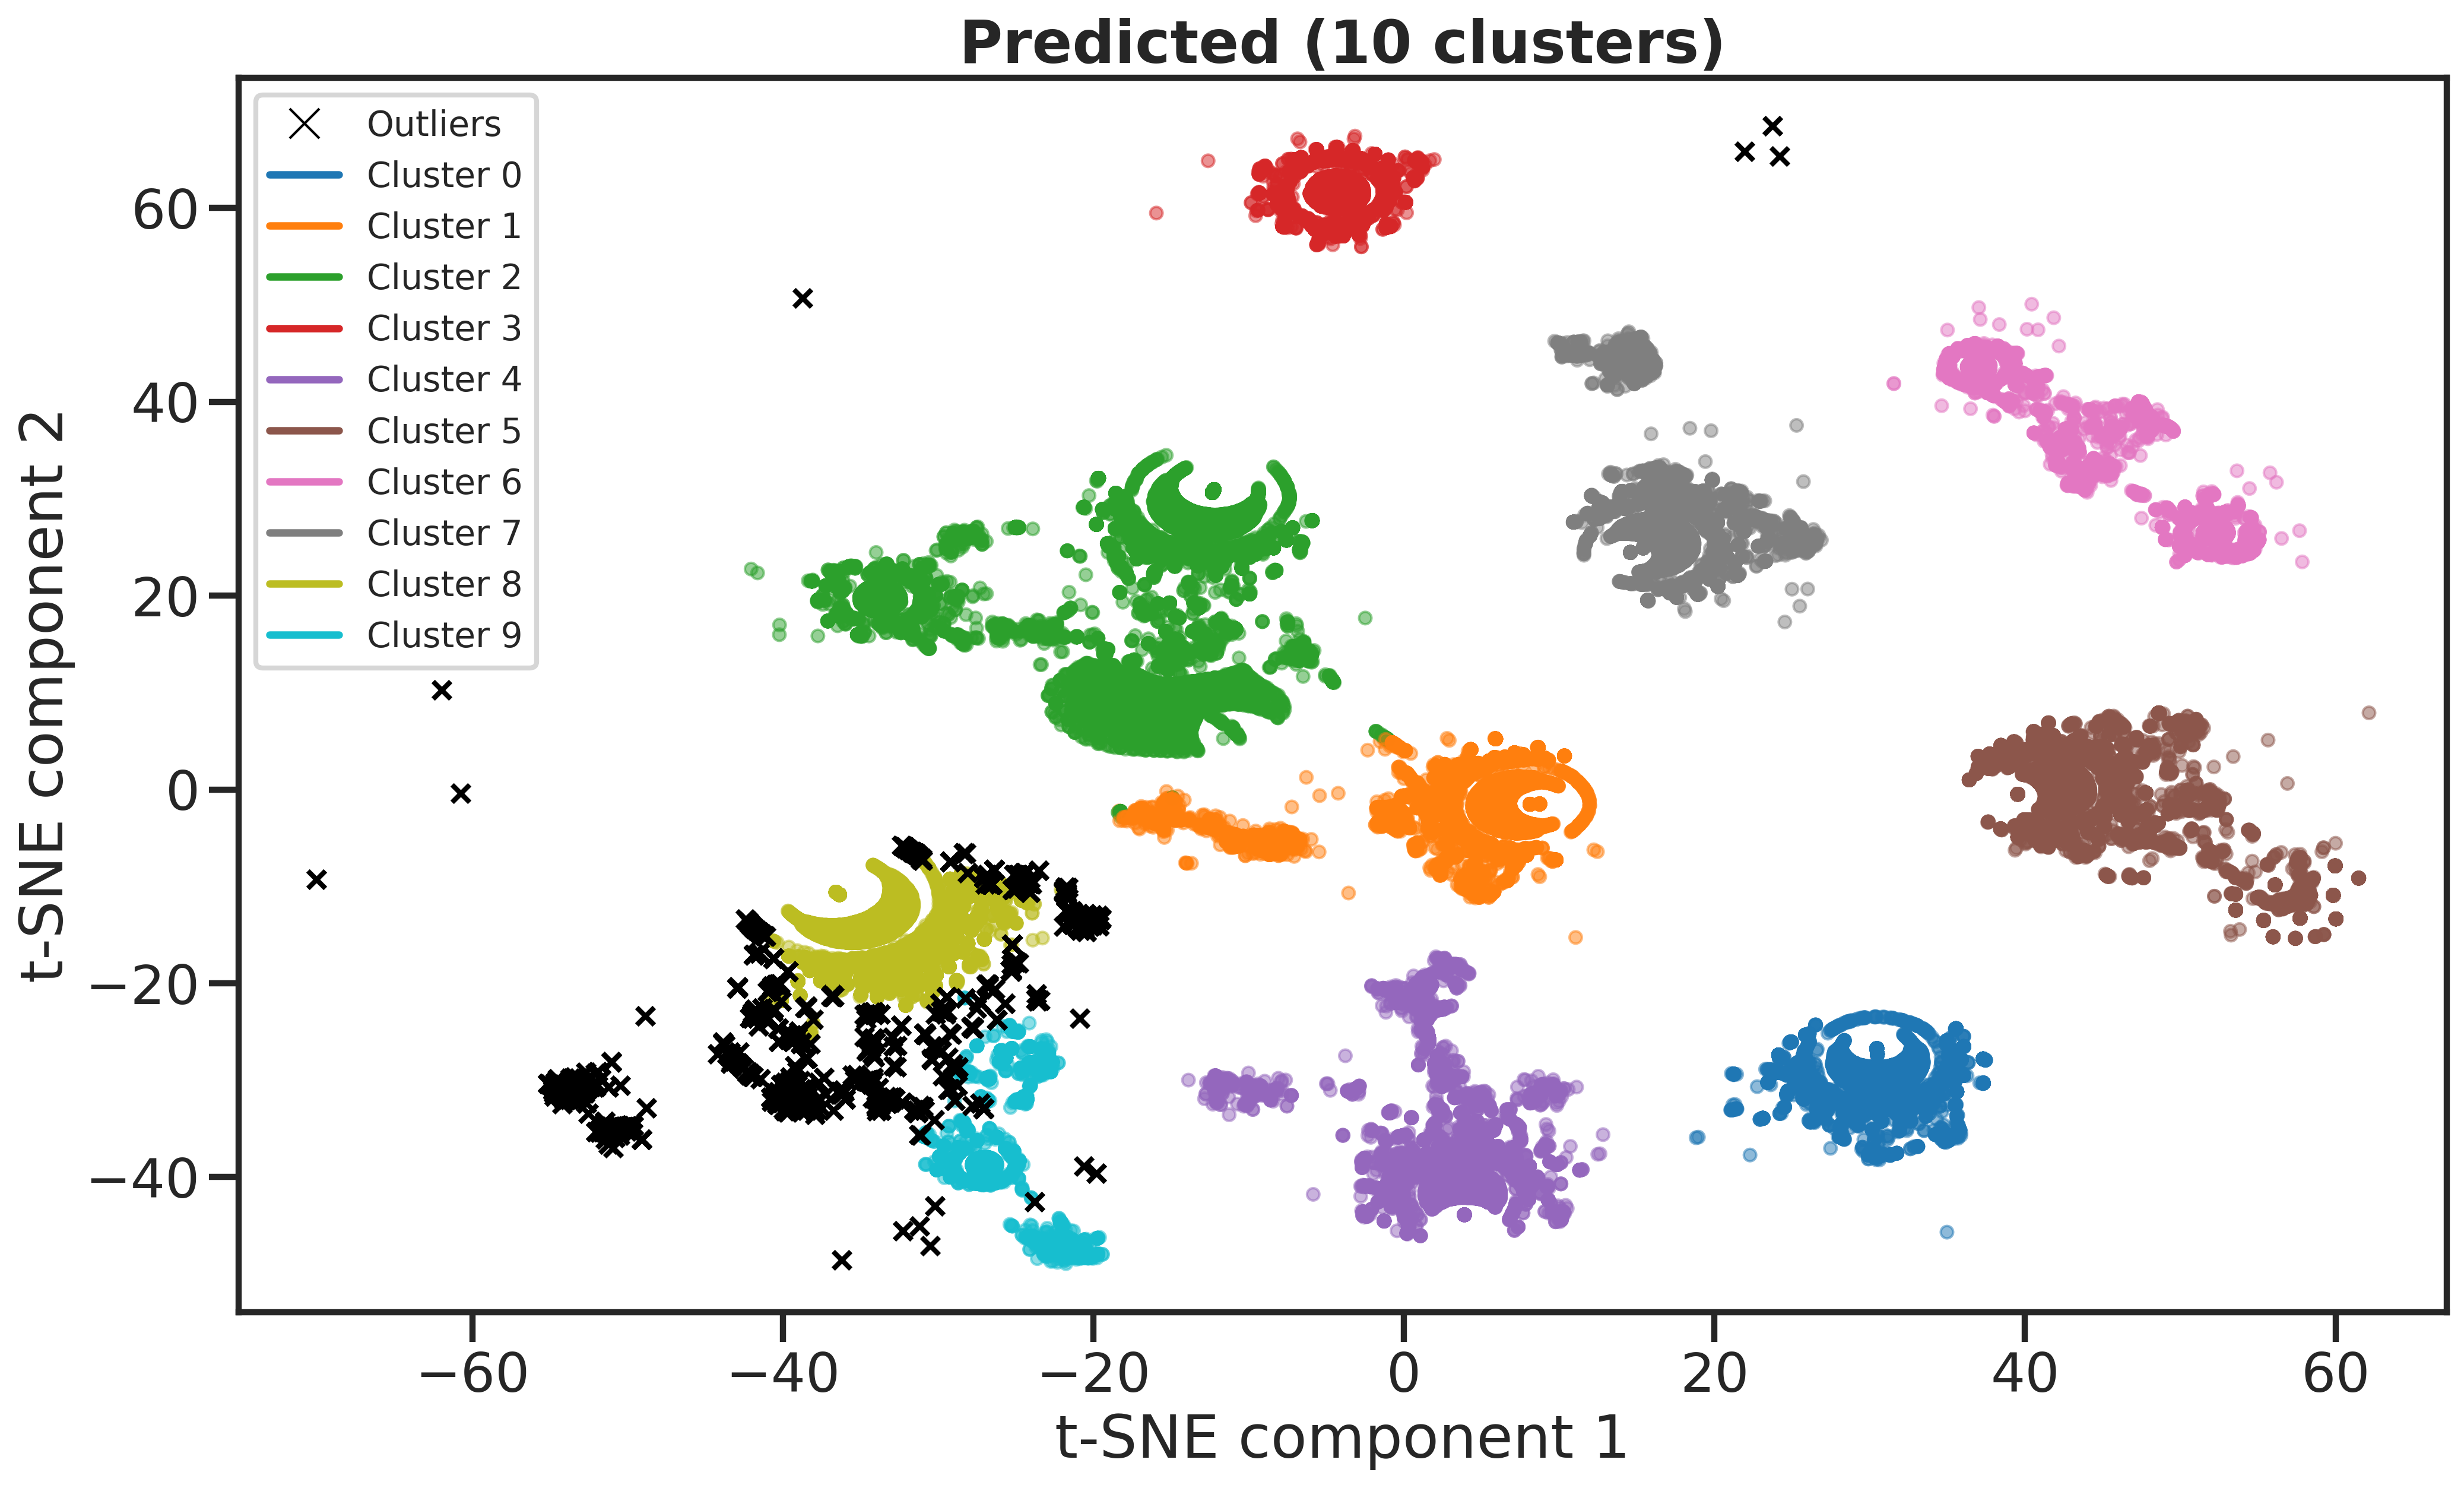 Predicted (10 clusters)
Outliers
Cluster 0
Cluster 1
Cluster 2
Cluster 3
Cluster 4
Cluster 5
Cluster 6
Cluster 7
Cluster 8
Cluster 9
60
40
20
0
−20
−40
t-SNE component 2
−60 −40 −20 0 20 40 60
t-SNE component 1